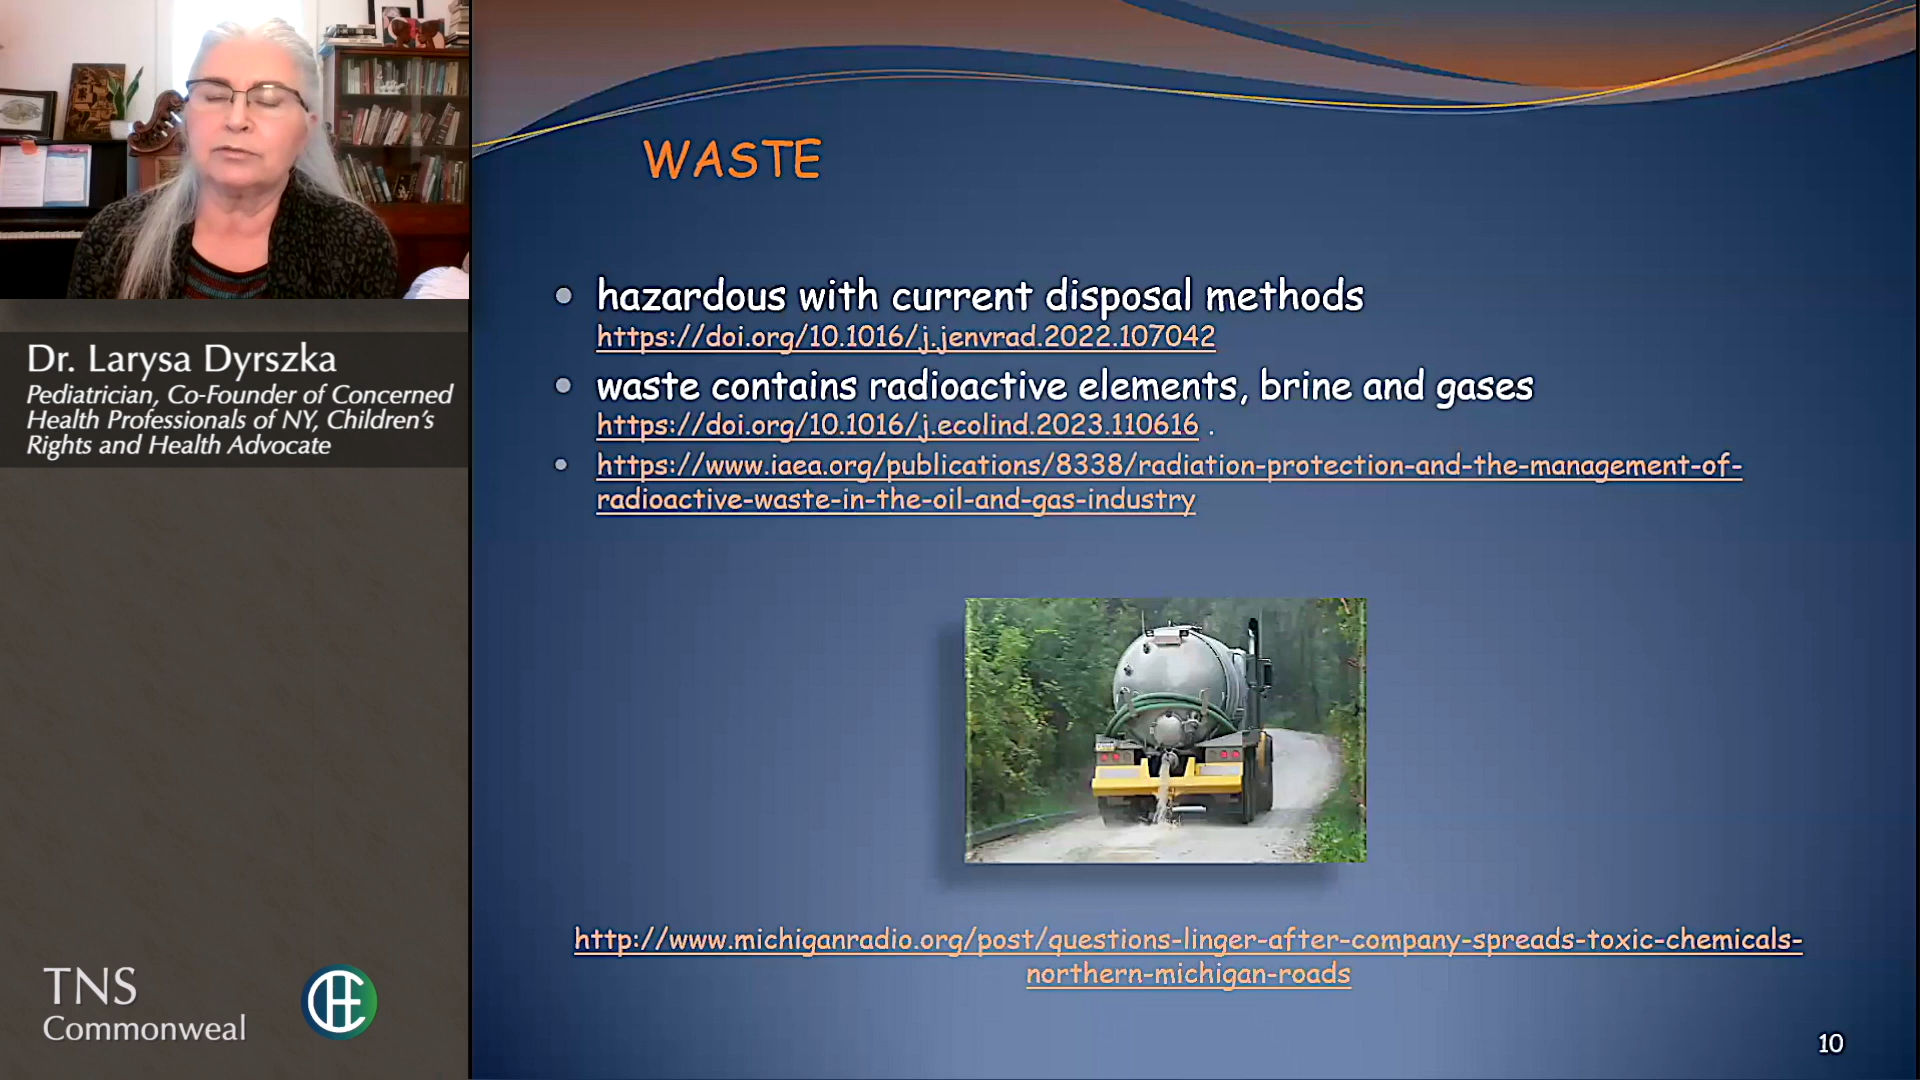 WASTE
hazardous with current disposal methods
https://doi.org/10.1016/j.jenvrad.2022.107042
waste contains radioactive elements, brine and gases
https://doi.org/10.1016/j.ecolind.2023.110616 .
https://www.iaea.org/publications/8338/radiation-protection-and-the-management-of-
radioactive-waste-in-the-oil-and-gas-industry
http://www.michiganradio.org/post/questions-linger-after-company-spreads-toxic-chemicals-
northern-michigan-roads
10
Dr. Larysa Dyrszka
Pediatrician, Co-Founder of Concerned
Health Professionals of NY, Children's
Rights and Health Advocate
TNS
Commonweal
CHE